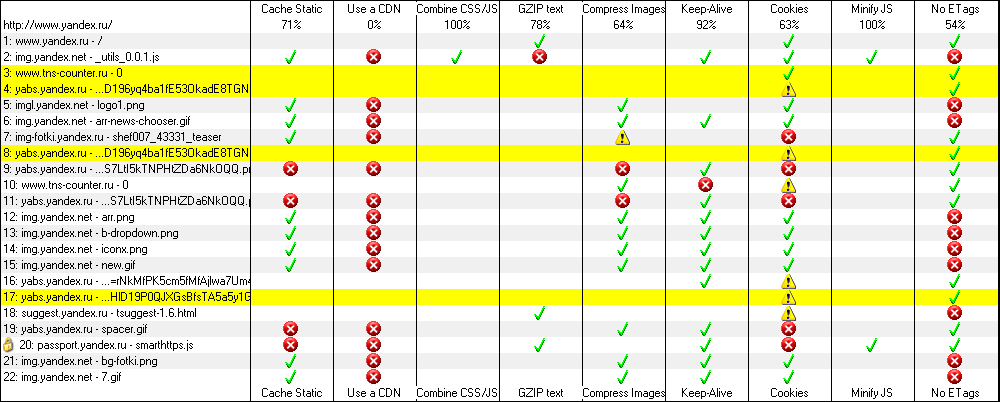 Cache Static Use a CDN Combine CSS/JS GZIP text Compress Images Keep-Alive Cookies Minify JS No ETags
http://www.yandex.ru/ 71% 0% 100% 78% 64% 92% 63% 100% 54%
1: www.yandex.ru - /
2: img.yandex.net - _utils_0.0.1.js
3: www.tns-counter.ru - 0
4: yabs.yandex.ru - ...D196yq4ba1fE53OkadE8TGN
5: imgl.yandex.net - logo1.png
6: img.yandex.net - arr-news-chooser.gif
7: img-fotki.yandex.ru - shef007_43331_teaser
8: yabs.yandex.ru - ...D196yq4ba1fE53OkadE8TGN
9: yabs.yandex.ru - ...S7Ltl5kTNPHtZDa6NkOQQ.p
10: www.tns-counter.ru - 0
11: yabs.yandex.ru - ...S7Ltl5kTNPHtZDa6NkOQQ.p
12: img.yandex.net - arr.png
13: img.yandex.net - b-dropdown.png
14: img.yandex.net - iconx.png
15: img.yandex.net - new.gif
16: yabs.yandex.ru - ...=rNkMfPK5cm5fMfAjlwa7Um4
17: yabs.yandex.ru - ...HID19P0QJXGsBfsTA5a5y1G
18: suggest.yandex.ru - tsuggest-1.6.html
19: yabs.yandex.ru - spacer.gif
20: passport.yandex.ru - smarthttps.js
21: img.yandex.net - bg-fotki.png
22: img.yandex.net - 7.gif
Cache Static Use a CDN Combine CSS/JS GZIP text Compress Images Keep-Alive Cookies Minify JS No ETags